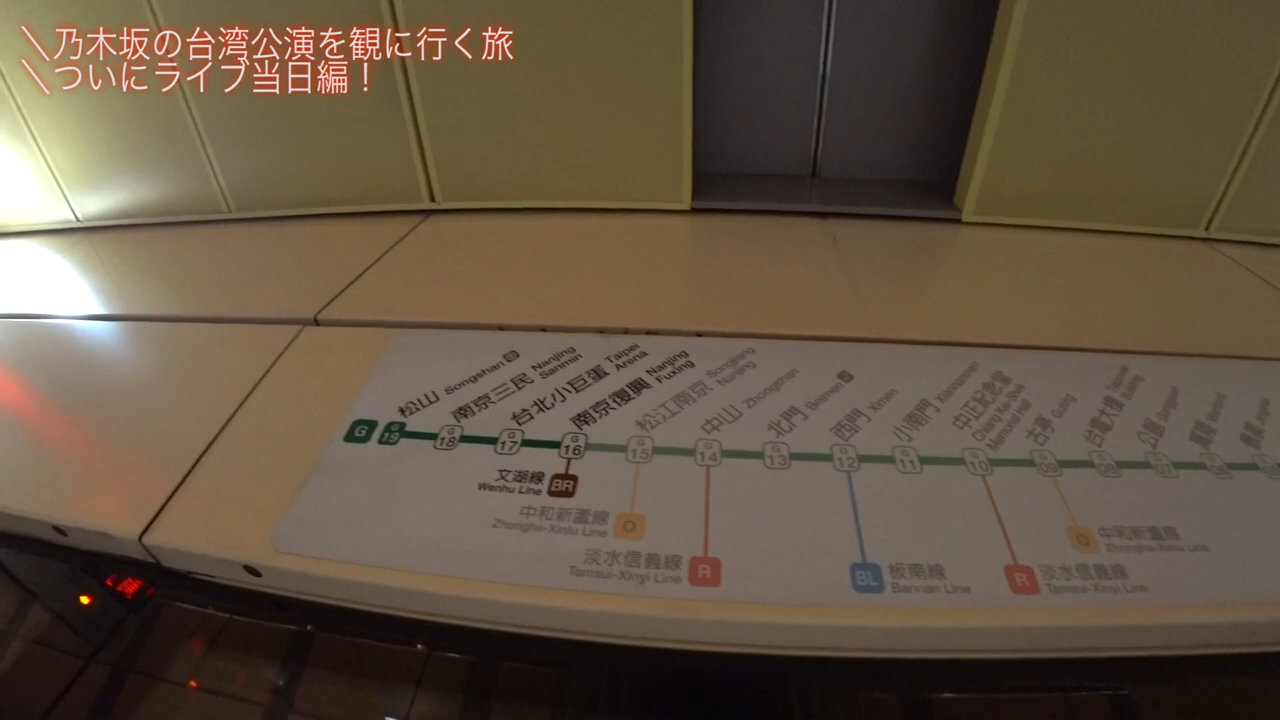 ＼乃木坂の台湾公演を観に行く旅
＼ついにライブ当日編！
G
G 19 松山 Songshan
G 18 南京三民 Nanjing Sanmin
G 17 台北小巨蛋 Taipei Arena
G 16 南京復興 Nanjing Fuxing
G 15 松江南京 Songjiang Nanjing
G 14 中山 Zhongshan
G 13 北門 Beimen
G 12 西門 Ximen
G 11 小南門 Xiaonanmen
G 10 中正紀念堂 Chiang Kai-Shek Memorial Hall
G 09 古亭 Guting
台電大樓 Taipower Building
公館
文湖線 BR
Wenhu Line
中和新蘆線 O
Zhonghe-Xinlu Line
淡水信義線 R
Tamsui-Xinyi Line
BL 板南線
Bannan Line
R 淡水信義線
Tamsui-Xinyi Line
O 中和新蘆線
Zhonghe-Xinlu Line